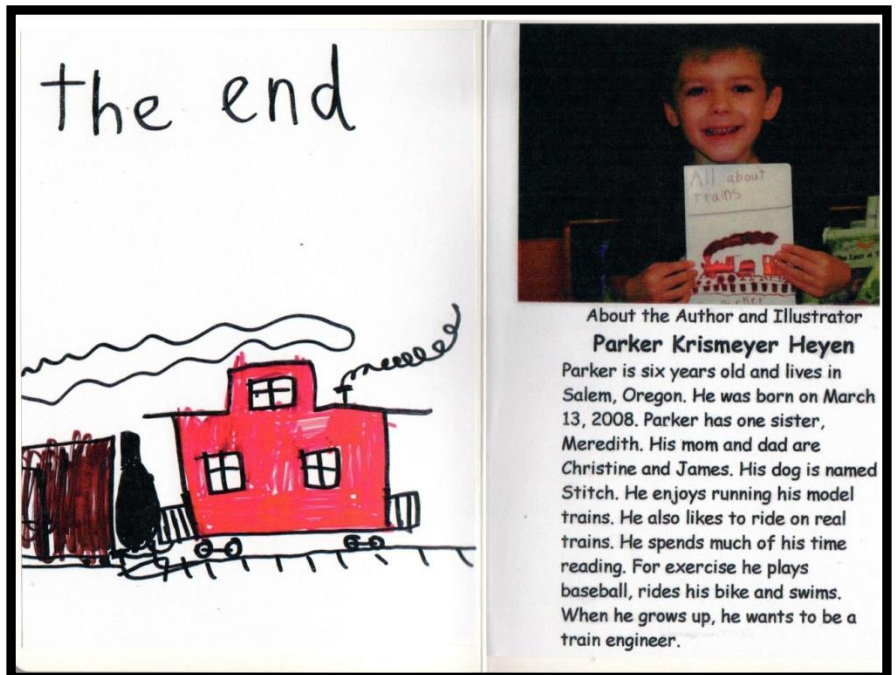 the end
All about
trains
About the Author and Illustrator
Parker Krismeyer Heyen
Parker is six years old and lives in
Salem, Oregon. He was born on March
13, 2008. Parker has one sister,
Meredith. His mom and dad are
Christine and James. His dog is named
Stitch. He enjoys running his model
trains. He also likes to ride on real
trains. He spends much of his time
reading. For exercise he plays
baseball, rides his bike and swims.
When he grows up, he wants to be a
train engineer.